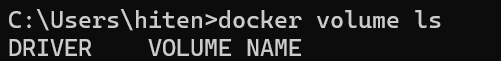 C:\Users\hiten>docker volume ls
DRIVER    VOLUME NAME